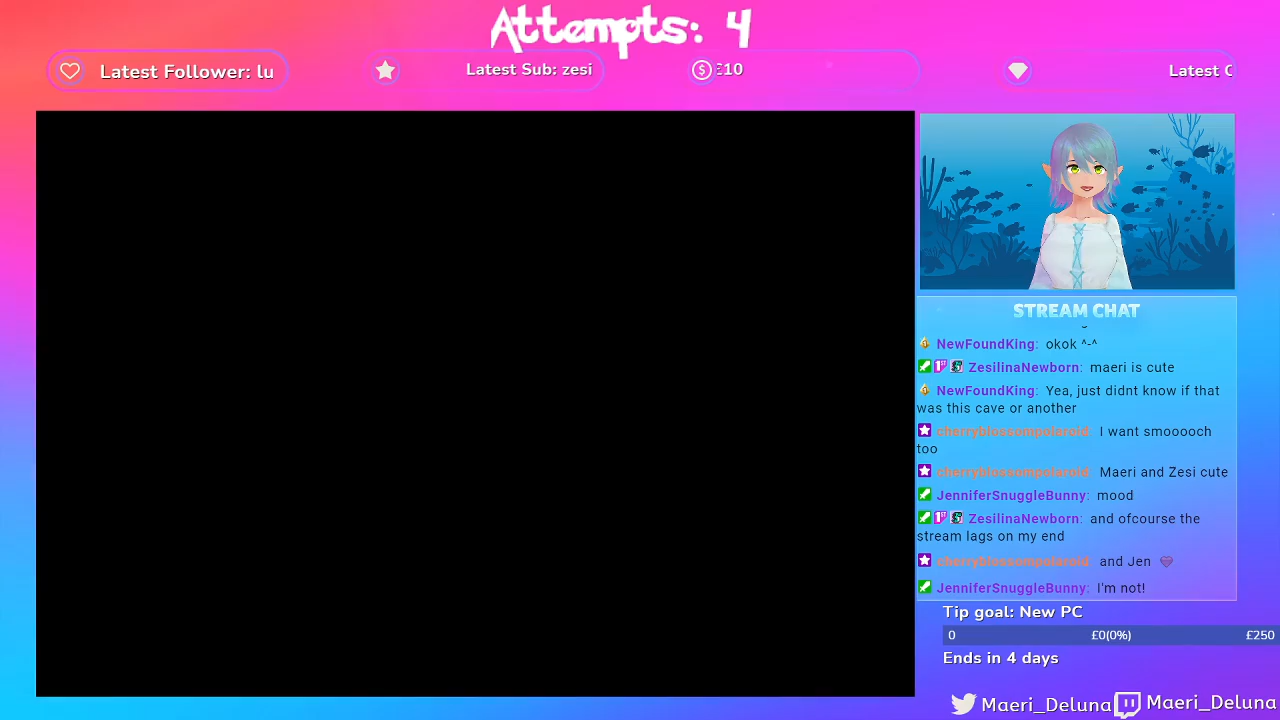 Attempts: 4
Latest Follower: lu
Latest Sub: zesi
£10
Latest C
STREAM CHAT
NewFoundKing: okok ^-^
ZesilinaNewborn: maeri is cute
NewFoundKing: Yea, just didnt know if that
was this cave or another
cherryblossompolaroid: I want smooooch
too
cherryblossompolaroid: Maeri and Zesi cute
JenniferSnuggleBunny: mood
ZesilinaNewborn: and ofcourse the
stream lags on my end
cherryblossompolaroid: and Jen
JenniferSnuggleBunny: I'm not!
Tip goal: New PC
0 £0(0%) £250
Ends in 4 days
Maeri_Deluna Maeri_Deluna